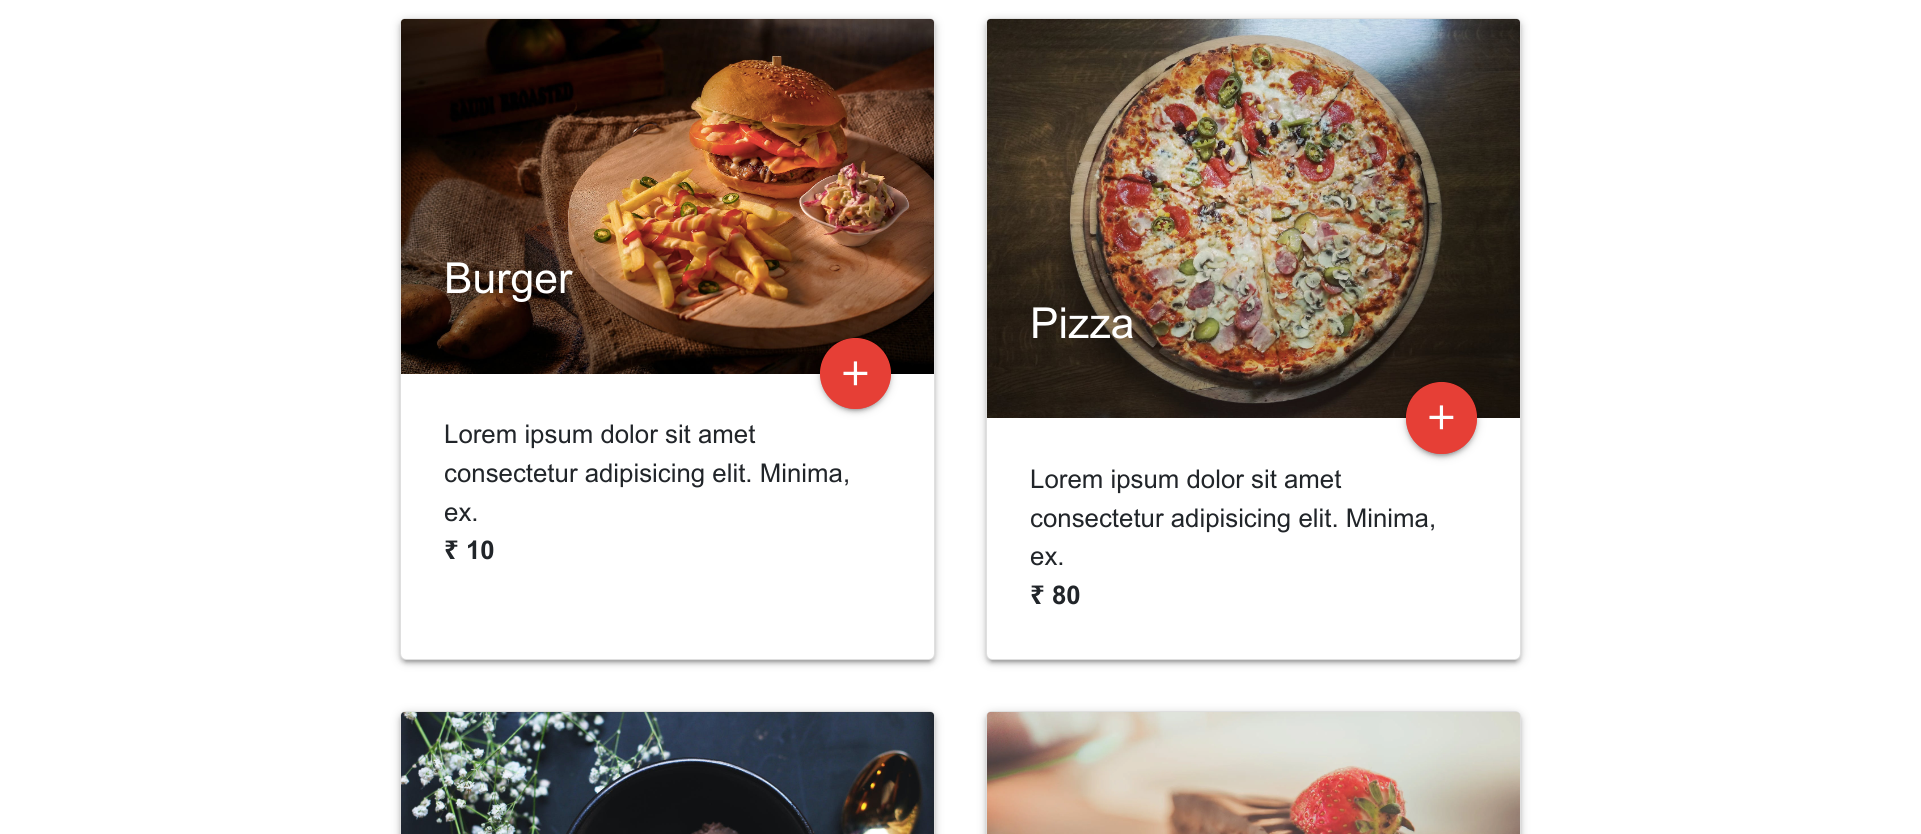 Burger
Lorem ipsum dolor sit amet
consectetur adipisicing elit. Minima,
ex.
₹ 10
Pizza
Lorem ipsum dolor sit amet
consectetur adipisicing elit. Minima,
ex.
₹ 80